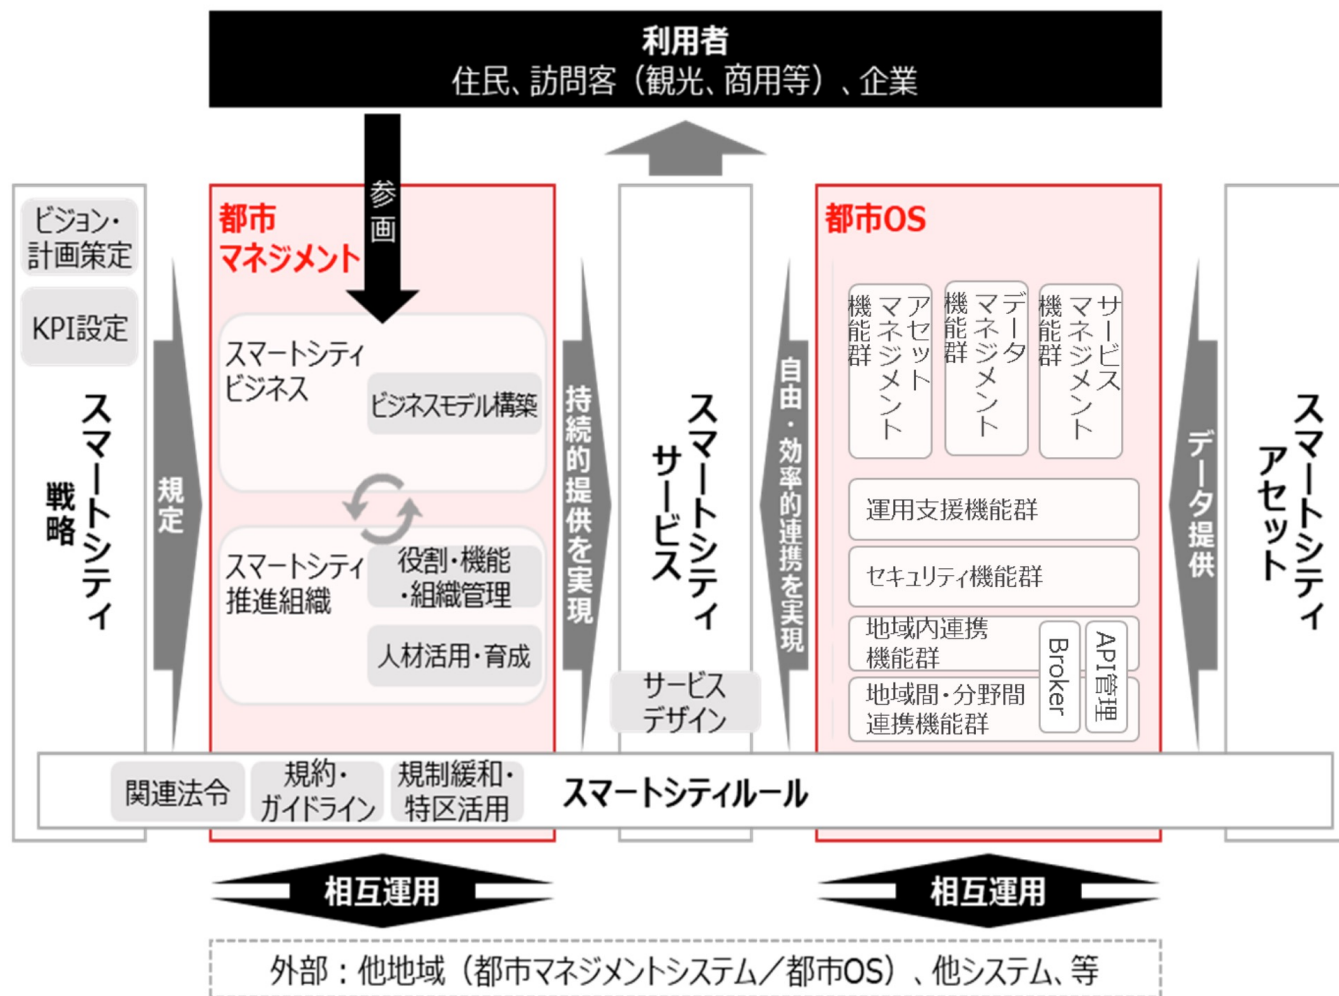 利用者
住民、訪問客（観光、商用等）、企業
参画
ビジョン・
計画策定
KPI設定
スマートシティ
戦略
規定
都市
マネジメント
スマートシティ
ビジネス
ビジネスモデル構築
スマートシティ
推進組織
役割・機能
・組織管理
人材活用・育成
持続的提供を実現
スマートシティ
サービス
サービス
デザイン
自由・効率的連携を実現
都市OS
アセット
マネジメント
機能群
データ
マネジメント
機能群
サービス
マネジメント
機能群
運用支援機能群
セキュリティ機能群
地域内連携
機能群
地域間・分野間
連携機能群
Broker
API管理
データ提供
スマートシティ
アセット
関連法令
規約・
ガイドライン
規制緩和・
特区活用
スマートシティルール
相互運用
相互運用
外部：他地域（都市マネジメントシステム／都市OS）、他システム、等